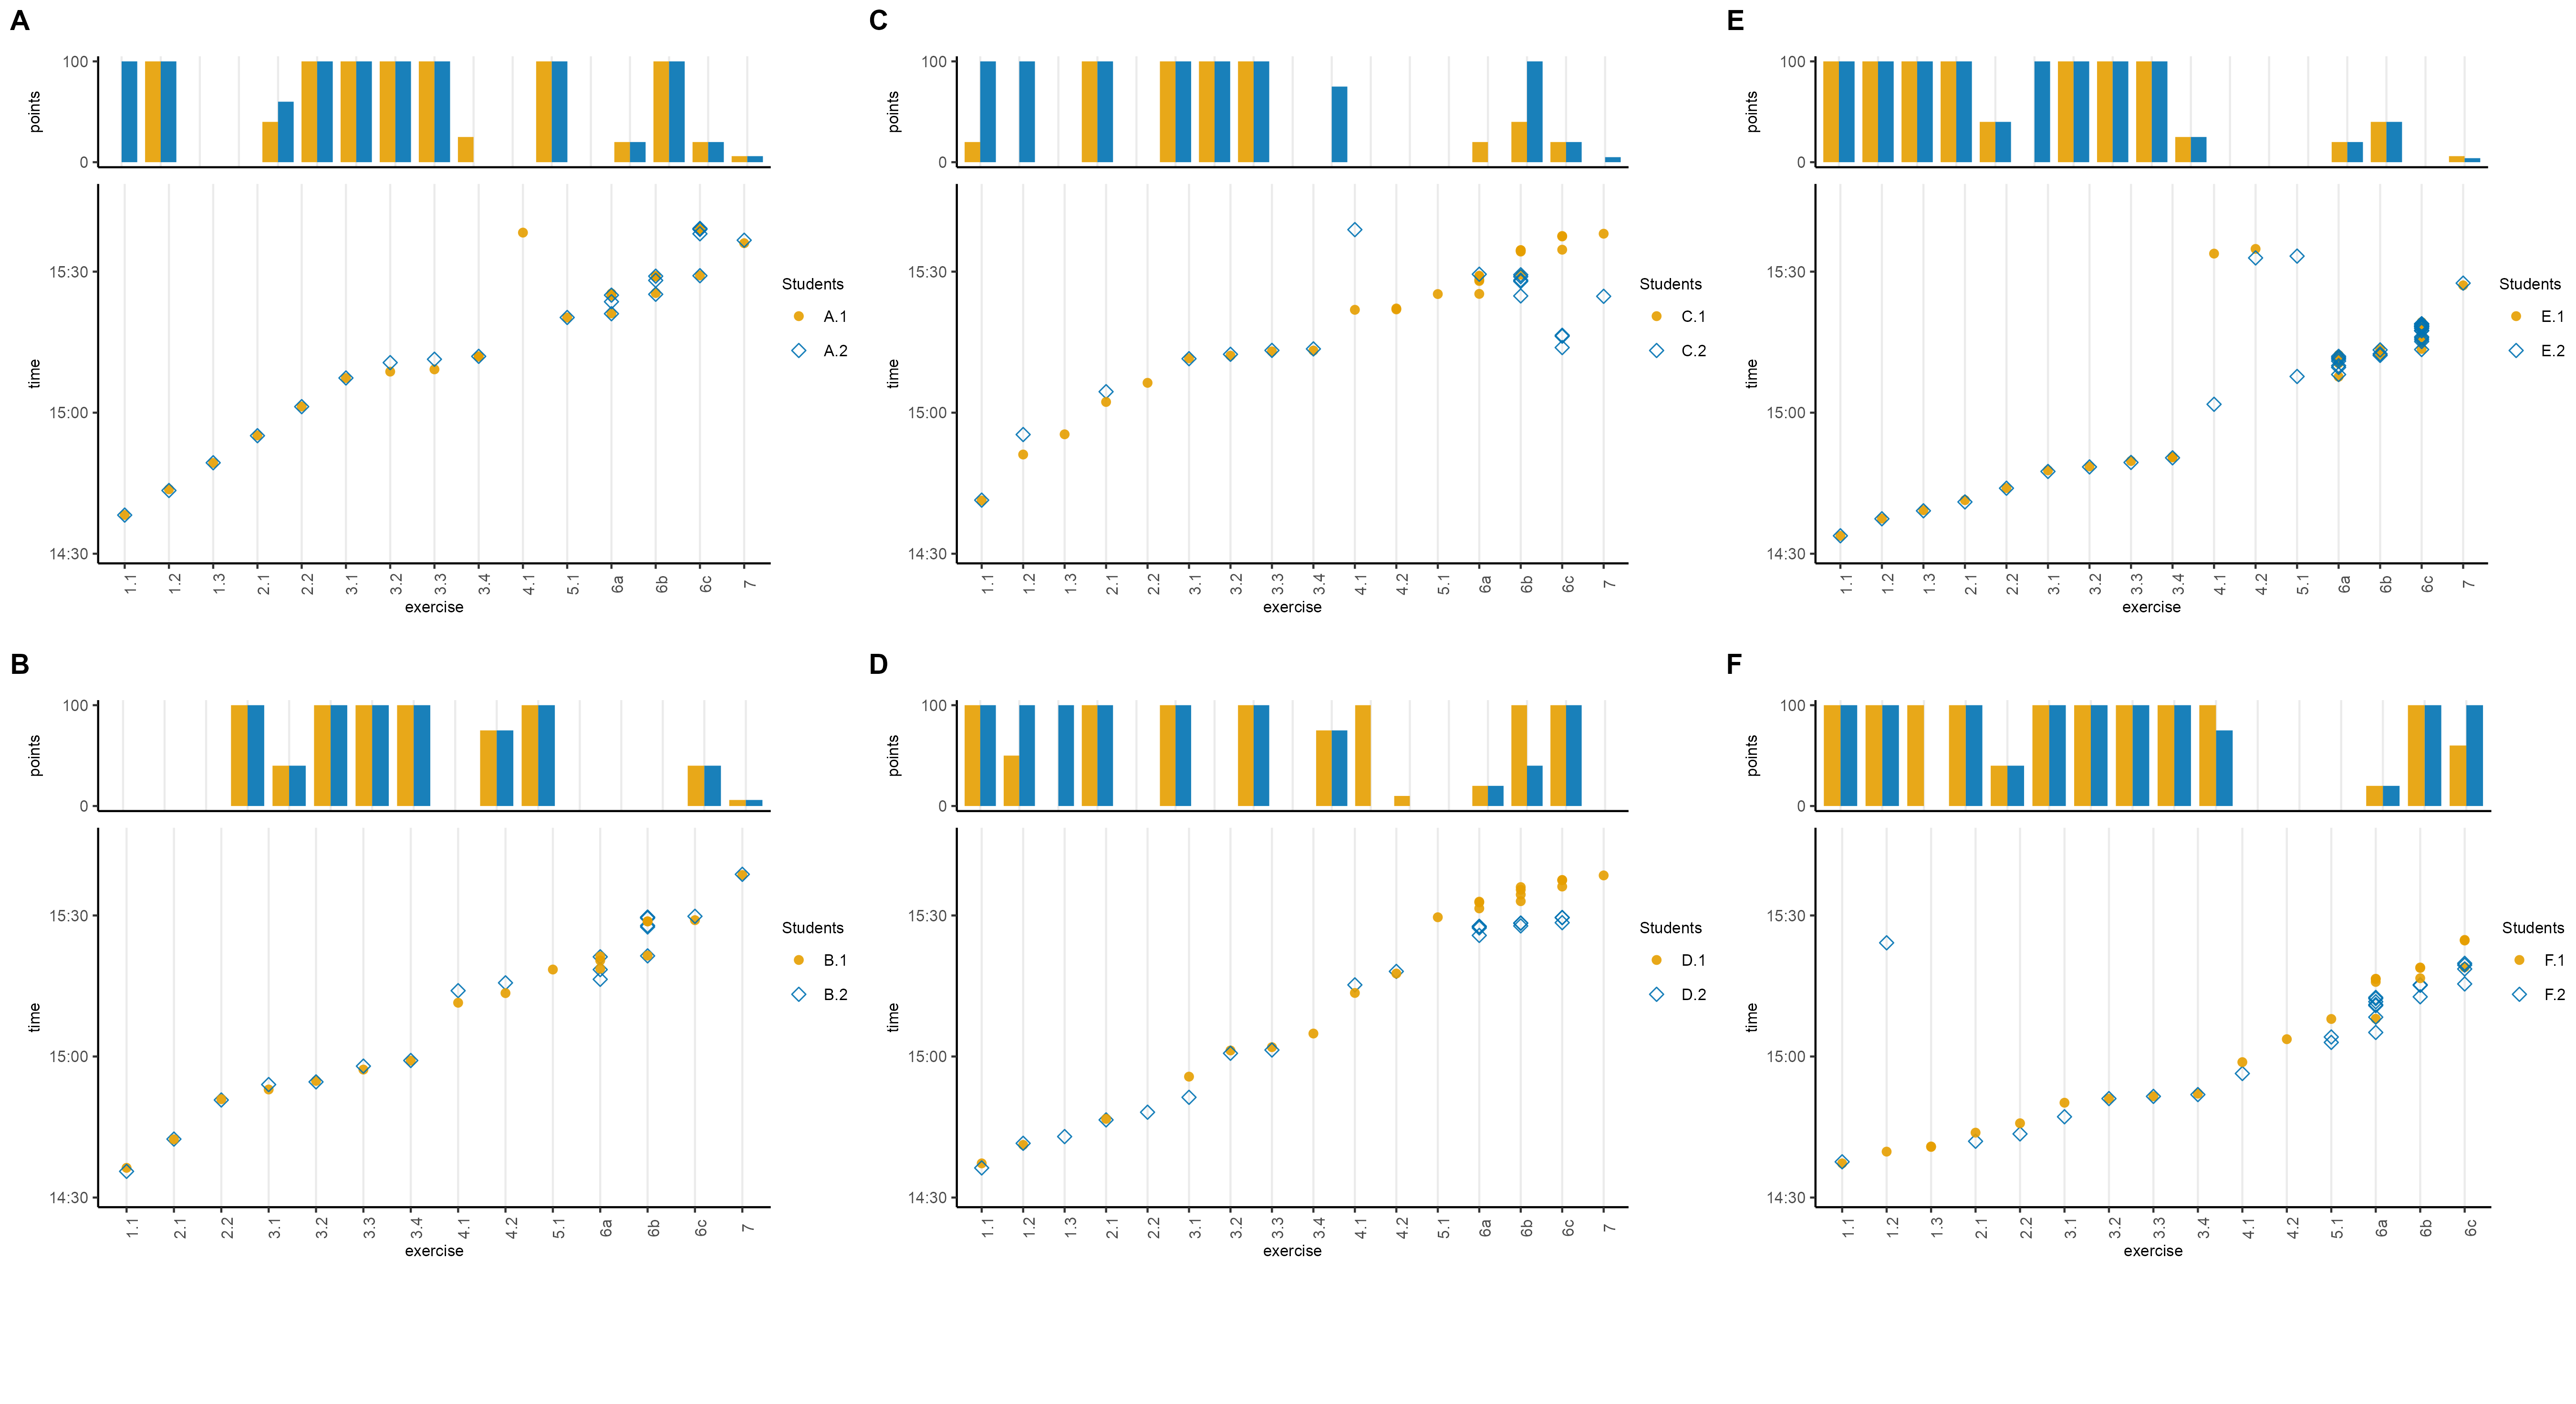 A
points
100
0
time
15:30
15:00
14:30
1.1
1.2
1.3
2.1
2.2
3.1
3.2
3.3
3.4
4.1
5.1
6a
6b
6c
7
exercise
Students
A.1
A.2
C
points
100
0
time
15:30
15:00
14:30
1.1
1.2
1.3
2.1
2.2
3.1
3.2
3.3
3.4
4.1
4.2
5.1
6a
6b
6c
7
exercise
Students
C.1
C.2
E
points
100
0
time
15:30
15:00
14:30
1.1
1.2
1.3
2.1
2.2
3.1
3.2
3.3
3.4
4.1
4.2
5.1
6a
6b
6c
7
exercise
Students
E.1
E.2
B
points
100
0
time
15:30
15:00
14:30
1.1
2.1
2.2
3.1
3.2
3.3
3.4
4.1
4.2
5.1
6a
6b
6c
7
exercise
Students
B.1
B.2
D
points
100
0
time
15:30
15:00
14:30
1.1
1.2
1.3
2.1
2.2
3.1
3.2
3.3
3.4
4.1
4.2
5.1
6a
6b
6c
7
exercise
Students
D.1
D.2
F
points
100
0
time
15:30
15:00
14:30
1.1
1.2
1.3
2.1
2.2
3.1
3.2
3.3
3.4
4.1
4.2
5.1
6a
6b
6c
exercise
Students
F.1
F.2